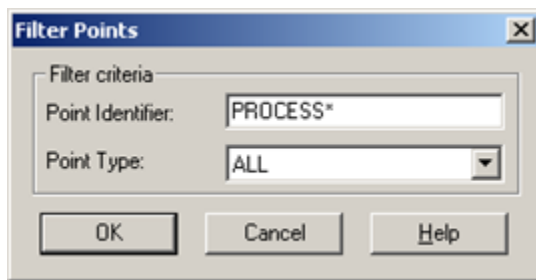 Filter Points
Filter criteria
Point Identifier: PROCESS*
Point Type: ALL
OK Cancel Help